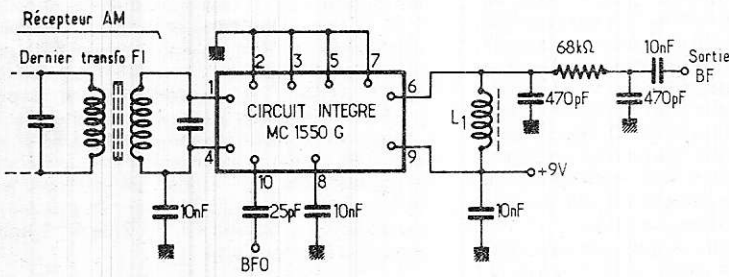 Récepteur AM
Dernier transfo FI
2 3 5 7
1
4
CIRCUIT INTEGRE
MC 1550 G
6
9
10 8
10nF
25pF
10nF
BFO
L1
68kΩ
470pF
470pF
10nF
Sortie
BF
+9V
10nF